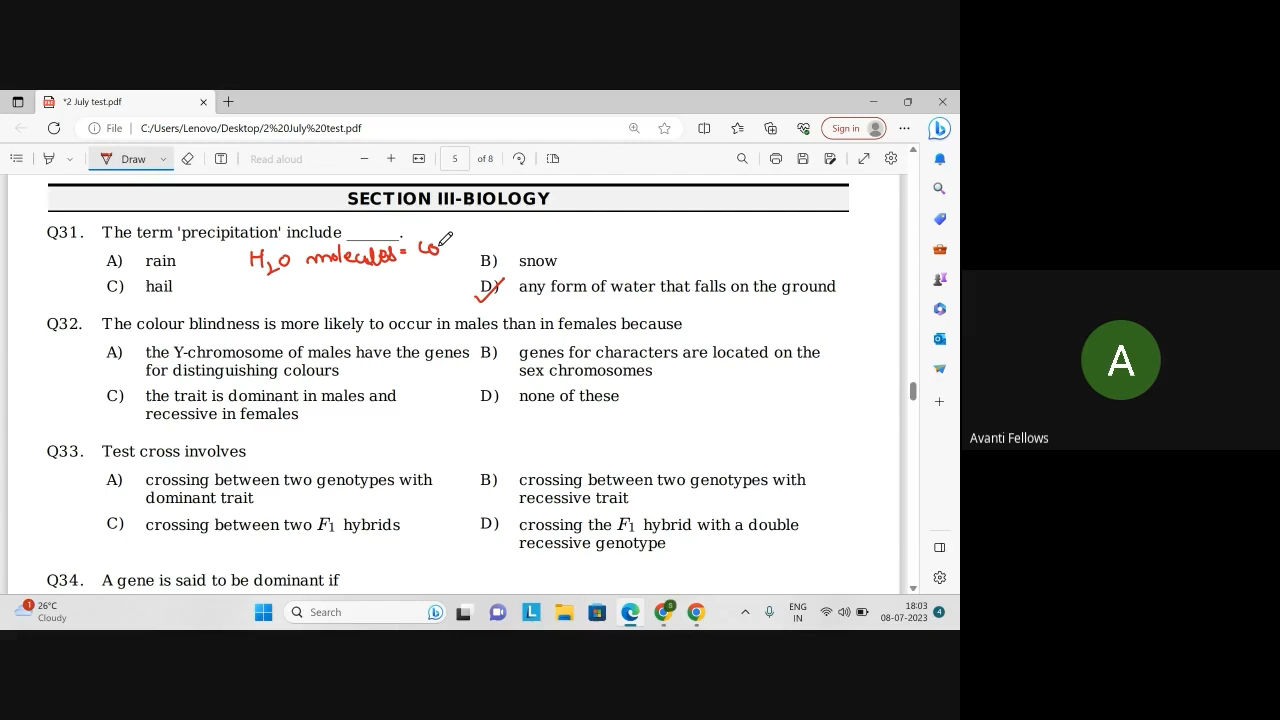 *2 July test.pdf
File
C:/Users/Lenovo/Desktop/2%20July%20test.pdf
Sign in
Draw
Read aloud
5
of 8
SECTION III-BIOLOGY
Q31. The term 'precipitation' include ______.
H2O molecules = co
A) rain B) snow
C) hail D) any form of water that falls on the ground
Q32. The colour blindness is more likely to occur in males than in females because
A) the Y-chromosome of males have the genes B) genes for characters are located on the
for distinguishing colours sex chromosomes
C) the trait is dominant in males and D) none of these
recessive in females
Q33. Test cross involves
A) crossing between two genotypes with B) crossing between two genotypes with
dominant trait recessive trait
C) crossing between two F1 hybrids D) crossing the F1 hybrid with a double
recessive genotype
Q34. A gene is said to be dominant if
A
Avanti Fellows
1
26°C
Cloudy
Search
L
8
ENG
IN
18:03
08-07-2023
4